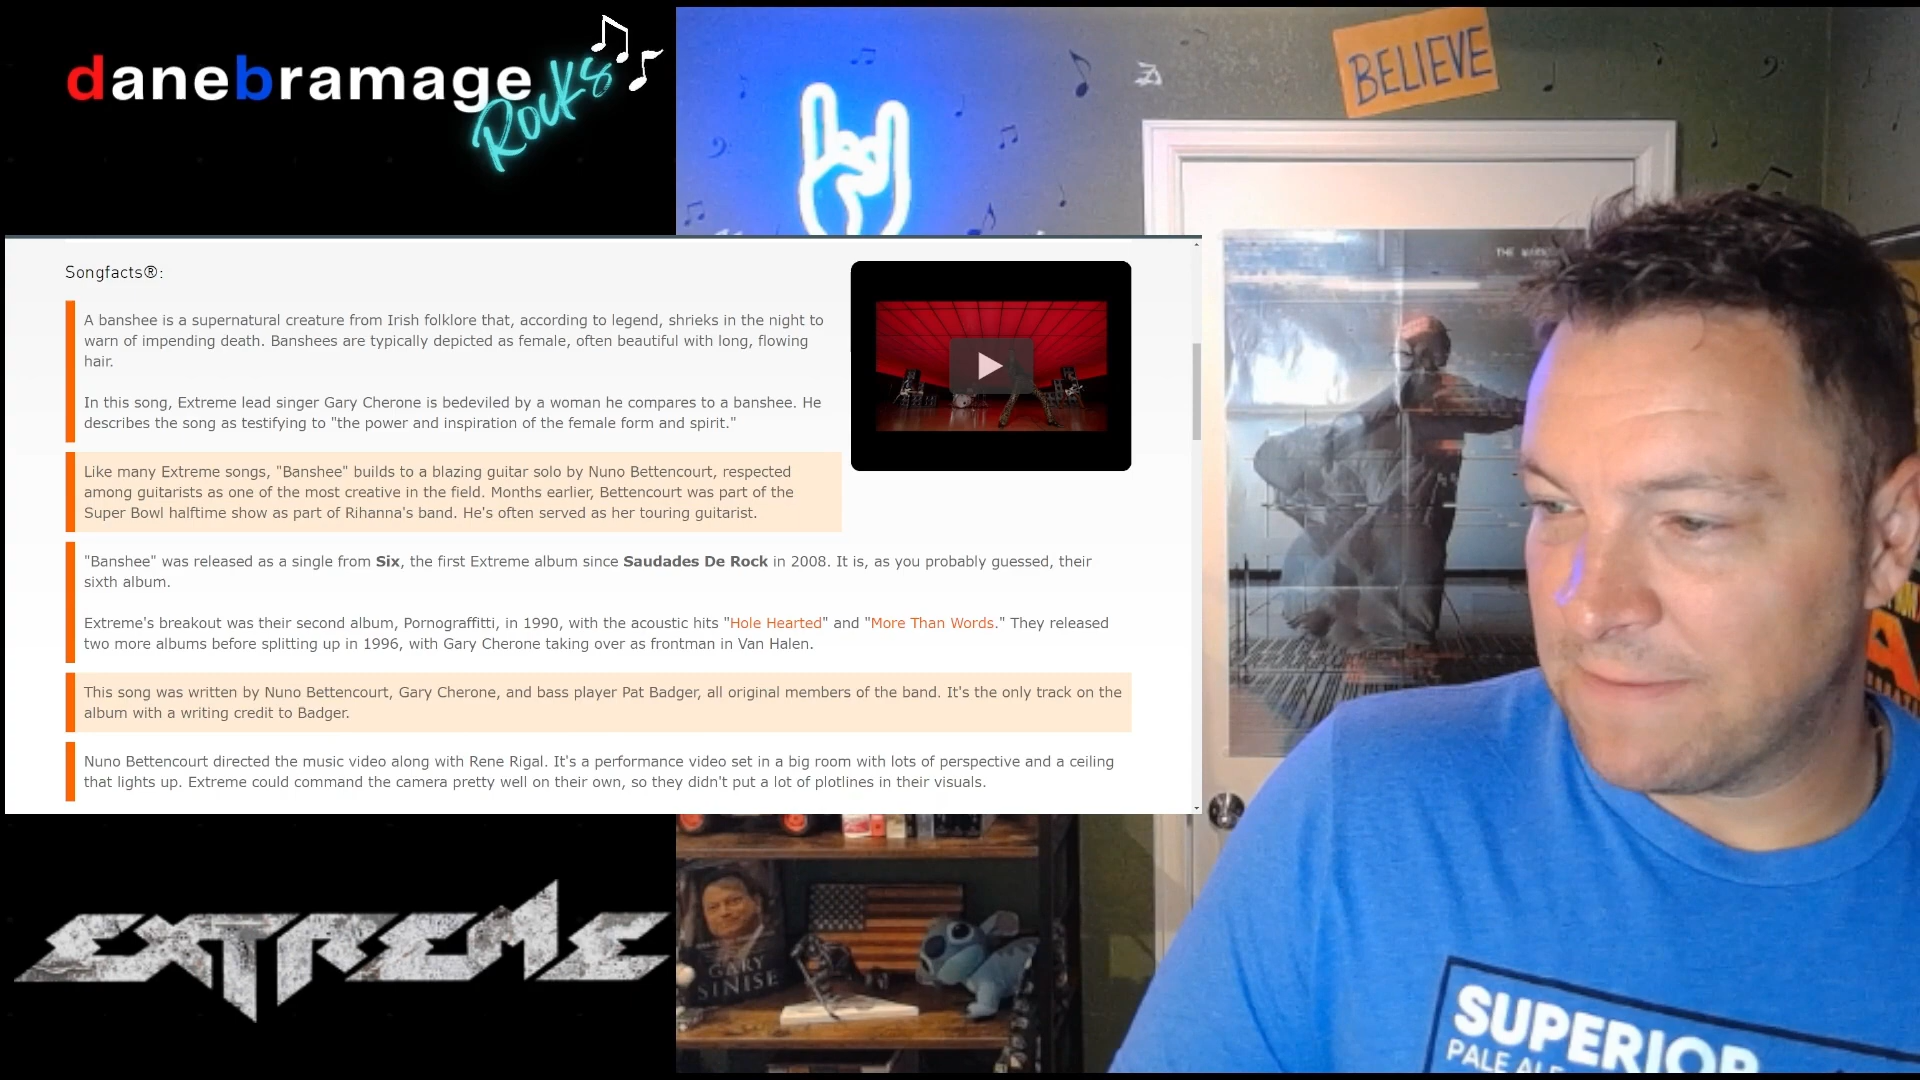 danebramage
Rocks
BELIEVE
Songfacts®:
A banshee is a supernatural creature from Irish folklore that, according to legend, shrieks in the night to
warn of impending death. Banshees are typically depicted as female, often beautiful with long, flowing
hair.
In this song, Extreme lead singer Gary Cherone is bedeviled by a woman he compares to a banshee. He
describes the song as testifying to "the power and inspiration of the female form and spirit."
Like many Extreme songs, "Banshee" builds to a blazing guitar solo by Nuno Bettencourt, respected
among guitarists as one of the most creative in the field. Months earlier, Bettencourt was part of the
Super Bowl halftime show as part of Rihanna's band. He's often served as her touring guitarist.
"Banshee" was released as a single from Six, the first Extreme album since Saudades De Rock in 2008. It is, as you probably guessed, their
sixth album.
Extreme's breakout was their second album, Pornograffitti, in 1990, with the acoustic hits "Hole Hearted" and "More Than Words." They released
two more albums before splitting up in 1996, with Gary Cherone taking over as frontman in Van Halen.
This song was written by Nuno Bettencourt, Gary Cherone, and bass player Pat Badger, all original members of the band. It's the only track on the
album with a writing credit to Badger.
Nuno Bettencourt directed the music video along with Rene Rigal. It's a performance video set in a big room with lots of perspective and a ceiling
that lights up. Extreme could command the camera pretty well on their own, so they didn't put a lot of plotlines in their visuals.
EXTREME
GARY
SINISE
SUPERIOR
PALE